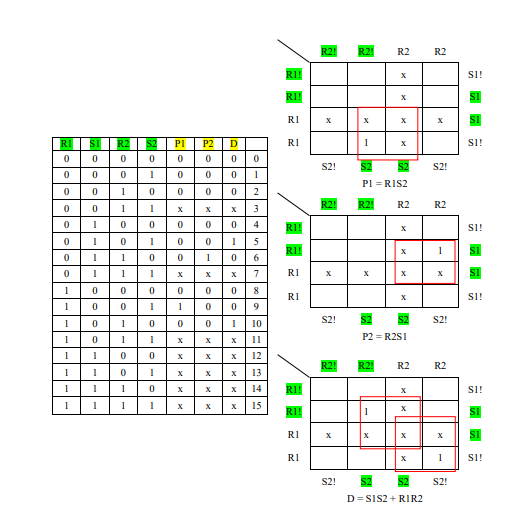 R1 S1 R2 S2 P1 P2 D
0 0 0 0 0 0 0 0
0 0 0 1 0 0 0 1
0 0 1 0 0 0 0 2
0 0 1 1 x x x 3
0 1 0 0 0 0 0 4
0 1 0 1 0 0 1 5
0 1 1 0 0 1 0 6
0 1 1 1 x x x 7
1 0 0 0 0 0 0 8
1 0 0 1 1 0 0 9
1 0 1 0 0 0 1 10
1 0 1 1 x x x 11
1 1 0 0 x x x 12
1 1 0 1 x x x 13
1 1 1 0 x x x 14
1 1 1 1 x x x 15
R2! R2! R2 R2
R1! x S1!
R1! x S1
R1 x x x x S1
R1 1 x S1!
S2! S2 S2 S2!
P1 = R1S2
R2! R2! R2 R2
R1! x S1!
R1! x 1 S1
R1 x x x x S1
R1 x S1!
S2! S2 S2 S2!
P2 = R2S1
R2! R2! R2 R2
R1! x S1!
R1! 1 x S1
R1 x x x x S1
R1 x 1 S1!
S2! S2 S2 S2!
D = S1S2 + R1R2